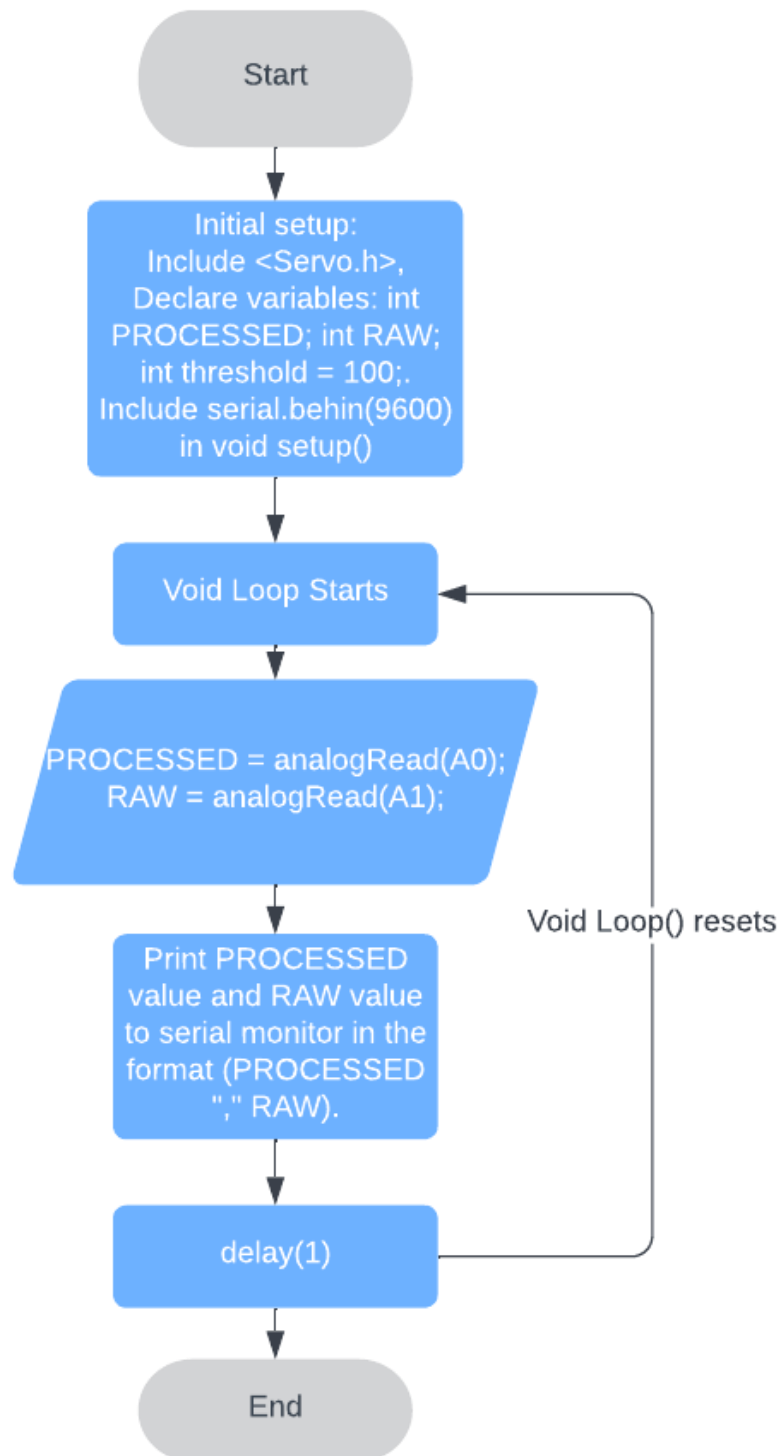 Start
Initial setup:
Include <Servo.h>,
Declare variables: int
PROCESSED; int RAW;
int threshold = 100;.
Include serial.behin(9600)
in void setup()
Void Loop Starts
PROCESSED = analogRead(A0);
RAW = analogRead(A1);
Void Loop() resets
Print PROCESSED
value and RAW value
to serial monitor in the
format (PROCESSED
"," RAW).
delay(1)
End